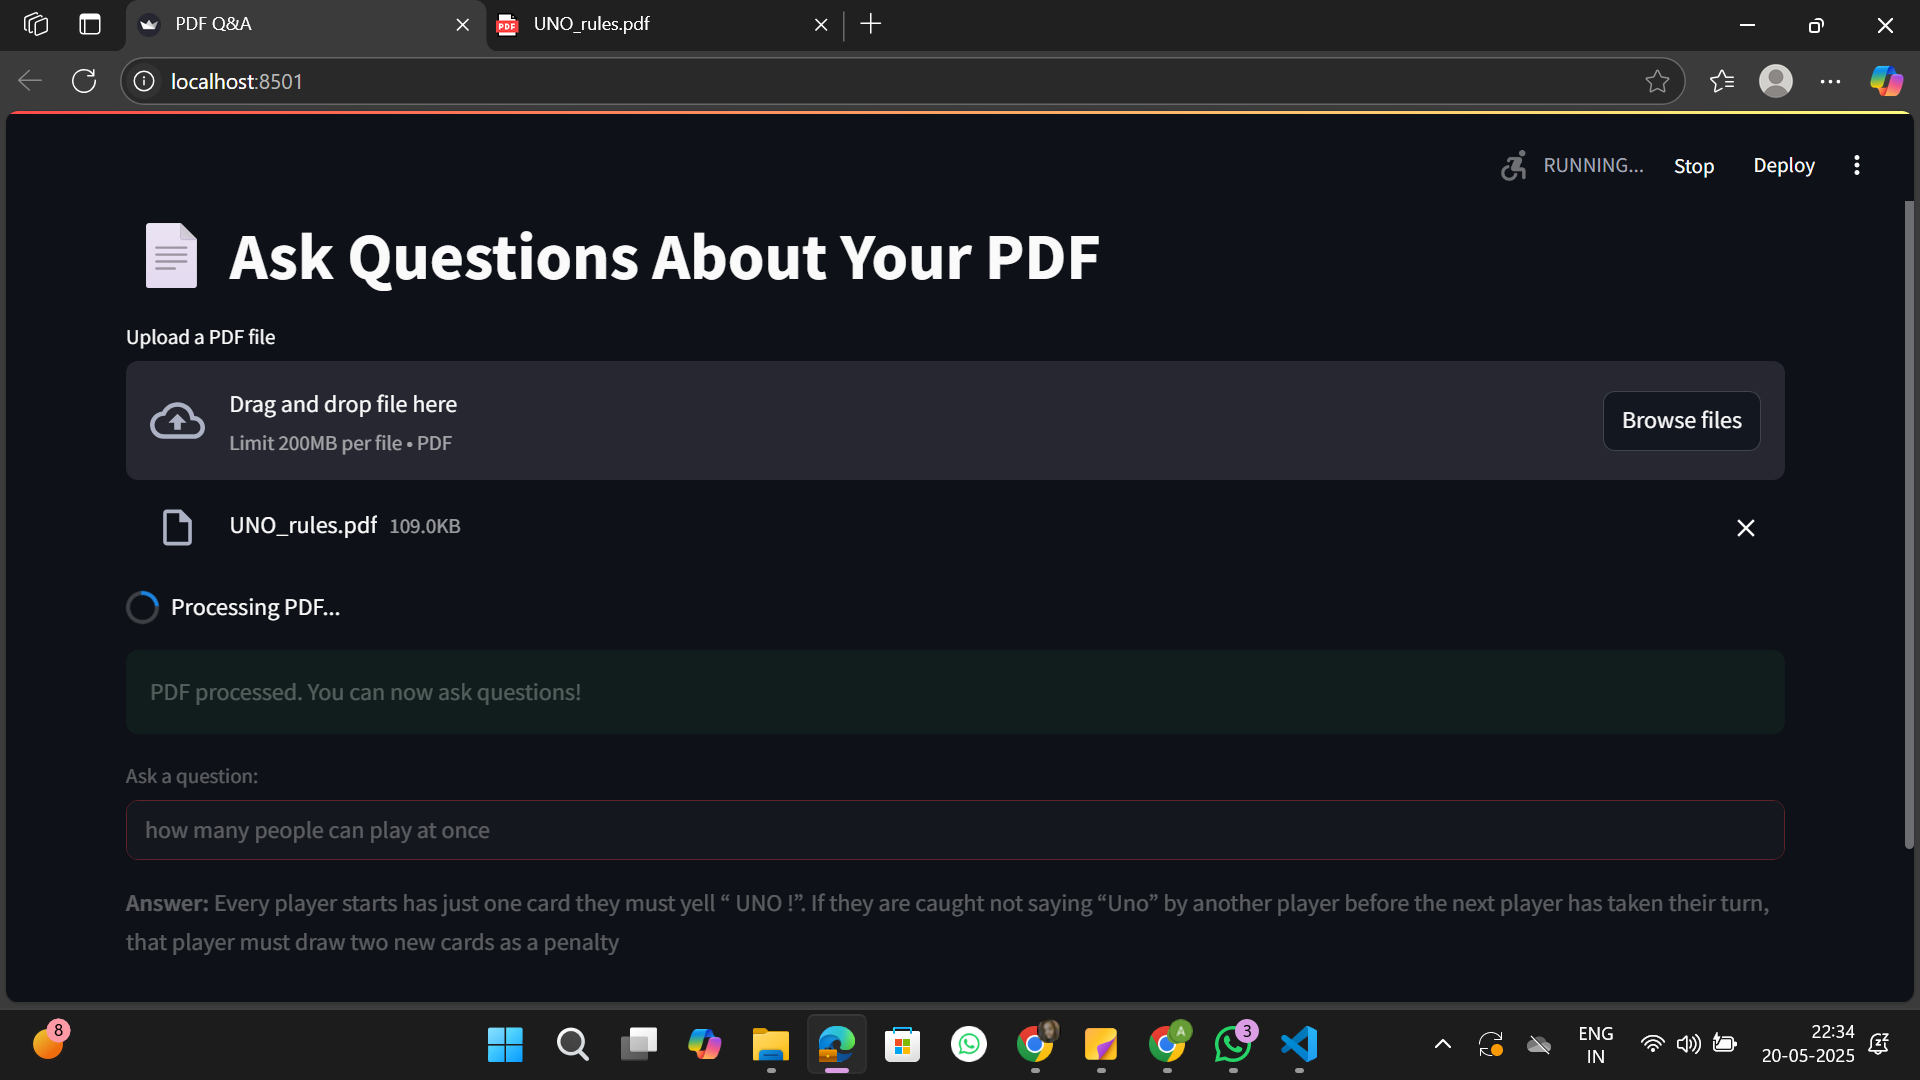 PDF Q&A
UNO_rules.pdf
localhost:8501
RUNNING...
Stop
Deploy
Ask Questions About Your PDF
Upload a PDF file
Drag and drop file here
Limit 200MB per file • PDF
Browse files
UNO_rules.pdf 109.0KB
Processing PDF...
PDF processed. You can now ask questions!
Ask a question:
how many people can play at once
Answer: Every player starts has just one card they must yell “ UNO !”. If they are caught not saying “Uno” by another player before the next player has taken their turn,
that player must draw two new cards as a penalty
8
A
3
ENG
IN
22:34
20-05-2025